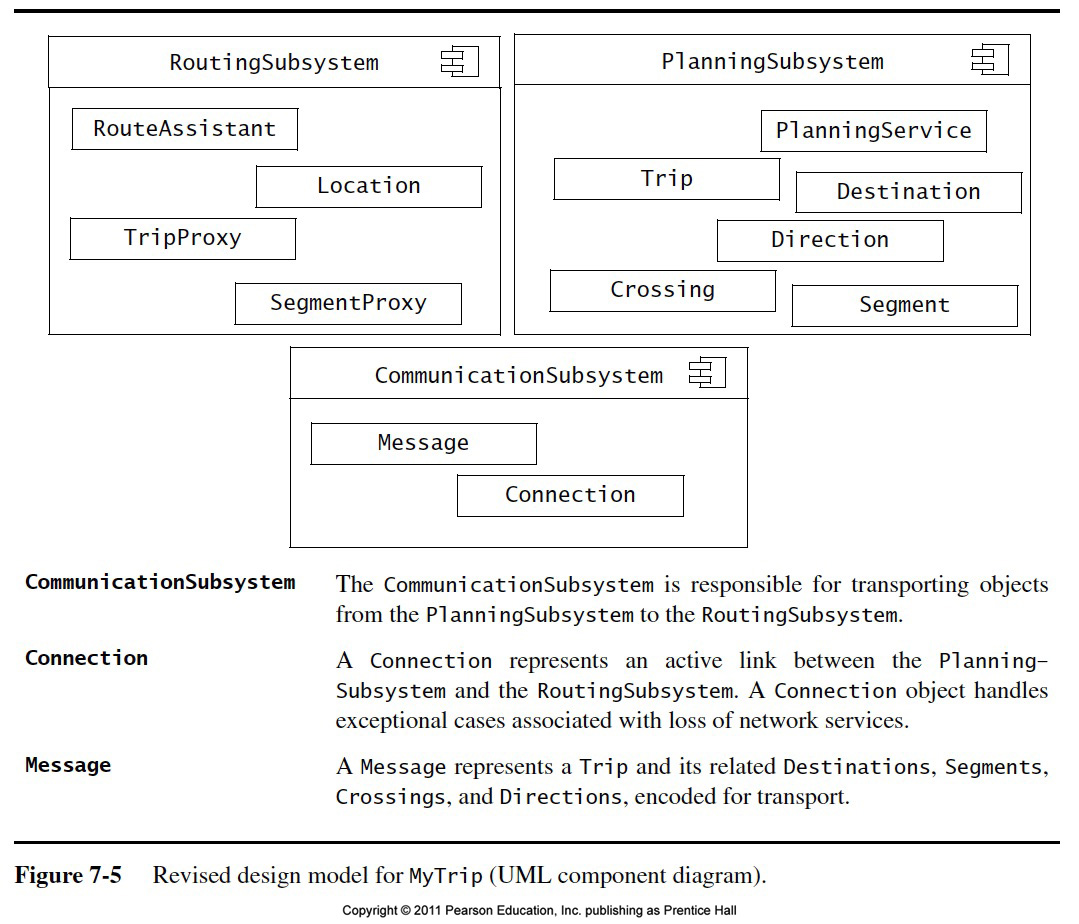 RoutingSubsystem
RouteAssistant
Location
TripProxy
SegmentProxy
PlanningSubsystem
PlanningService
Trip
Destination
Direction
Crossing
Segment
CommunicationSubsystem
Message
Connection
CommunicationSubsystem The CommunicationSubsystem is responsible for transporting objects
from the PlanningSubsystem to the RoutingSubsystem.
Connection A Connection represents an active link between the Planning-
Subsystem and the RoutingSubsystem. A Connection object handles
exceptional cases associated with loss of network services.
Message A Message represents a Trip and its related Destinations, Segments,
Crossings, and Directions, encoded for transport.
Figure 7-5 Revised design model for MyTrip (UML component diagram).
Copyright © 2011 Pearson Education, Inc. publishing as Prentice Hall